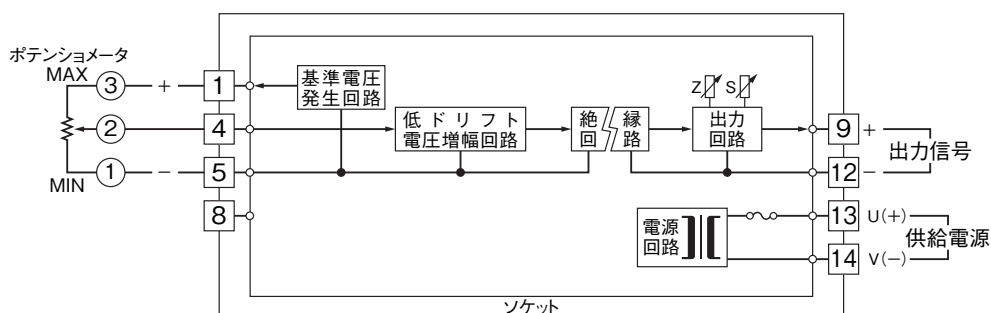 ポテンショメータ
MAX
3
+
1
基準電圧
発生回路
Z
S
2
4
低ドリフト
電圧増幅回路
絶縁
回路
出力
回路
9
+
出力信号
1
MIN
−
5
12
−
8
電源
回路
13
U(+)
供給電源
14
V(−)
ソケット